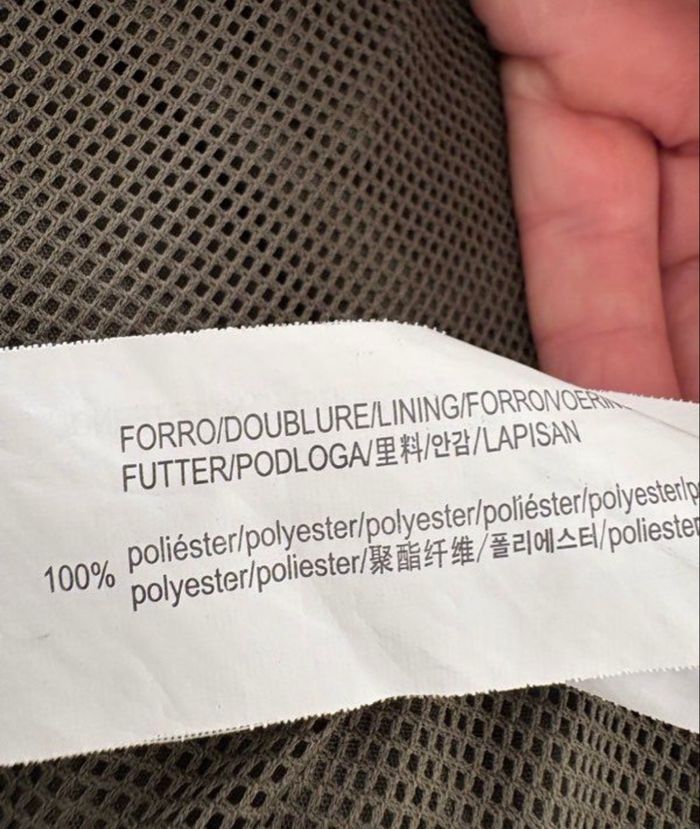 FORRO/DOUBLURE/LINING/FORRO/
FUTTER/PODLOGA/里料/안감/LAPISAN
100% poliéster/polyester/polyester/poliéster/polyester/
polyester/poliester/聚酯纤维/폴리에스터/poliester